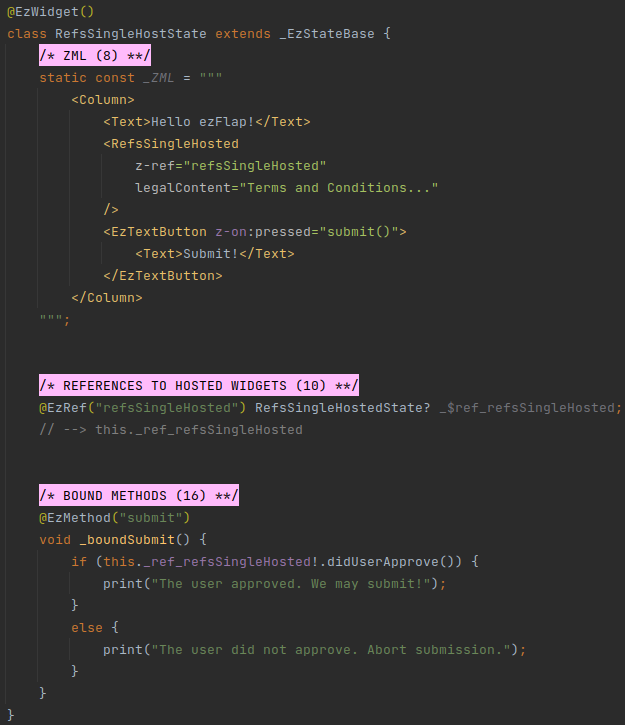 @EzWidget()
class RefsSingleHostState extends _EzStateBase {
    /* ZML (8) **/
    static const _ZML = """
        <Column>
            <Text>Hello ezFlap!</Text>
            <RefsSingleHosted
                z-ref="refsSingleHosted"
                legalContent="Terms and Conditions..."
            />
            <EzTextButton z-on:pressed="submit()">
                <Text>Submit!</Text>
            </EzTextButton>
        </Column>
    """;
    /* REFERENCES TO HOSTED WIDGETS (10) **/
    @EzRef("refsSingleHosted") RefsSingleHostedState? _$ref_refsSingleHosted;
    // --> this._ref_refsSingleHosted
    /* BOUND METHODS (16) **/
    @EzMethod("submit")
    void _boundSubmit() {
        if (this._ref_refsSingleHosted!.didUserApprove()) {
            print("The user approved. We may submit!");
        }
        else {
            print("The user did not approve. Abort submission.");
        }
    }
}